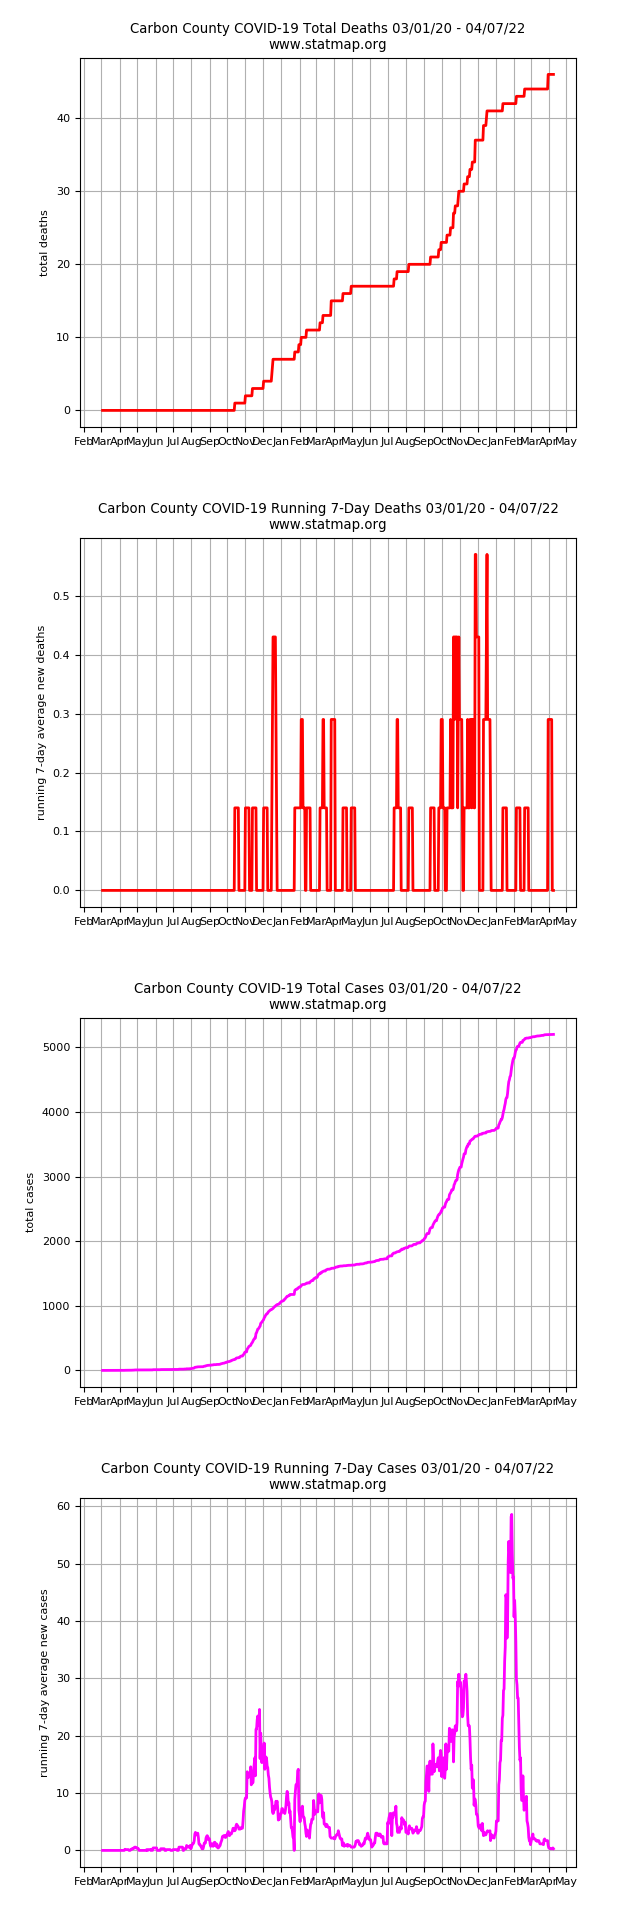 Carbon County COVID-19 Total Deaths 03/01/20 - 04/07/22
www.statmap.org
40
30
20
10
0
total deaths
Feb Mar Apr May Jun Jul Aug Sep Oct Nov Dec Jan Feb Mar Apr May Jun Jul Aug Sep Oct Nov Dec Jan Feb Mar Apr May
Carbon County COVID-19 Running 7-Day Deaths 03/01/20 - 04/07/22
www.statmap.org
0.5
0.4
0.3
0.2
0.1
0.0
running 7-day average new deaths
Feb Mar Apr May Jun Jul Aug Sep Oct Nov Dec Jan Feb Mar Apr May Jun Jul Aug Sep Oct Nov Dec Jan Feb Mar Apr May
Carbon County COVID-19 Total Cases 03/01/20 - 04/07/22
www.statmap.org
5000
4000
3000
2000
1000
0
total cases
Feb Mar Apr May Jun Jul Aug Sep Oct Nov Dec Jan Feb Mar Apr May Jun Jul Aug Sep Oct Nov Dec Jan Feb Mar Apr May
Carbon County COVID-19 Running 7-Day Cases 03/01/20 - 04/07/22
www.statmap.org
60
50
40
30
20
10
0
running 7-day average new cases
Feb Mar Apr May Jun Jul Aug Sep Oct Nov Dec Jan Feb Mar Apr May Jun Jul Aug Sep Oct Nov Dec Jan Feb Mar Apr May